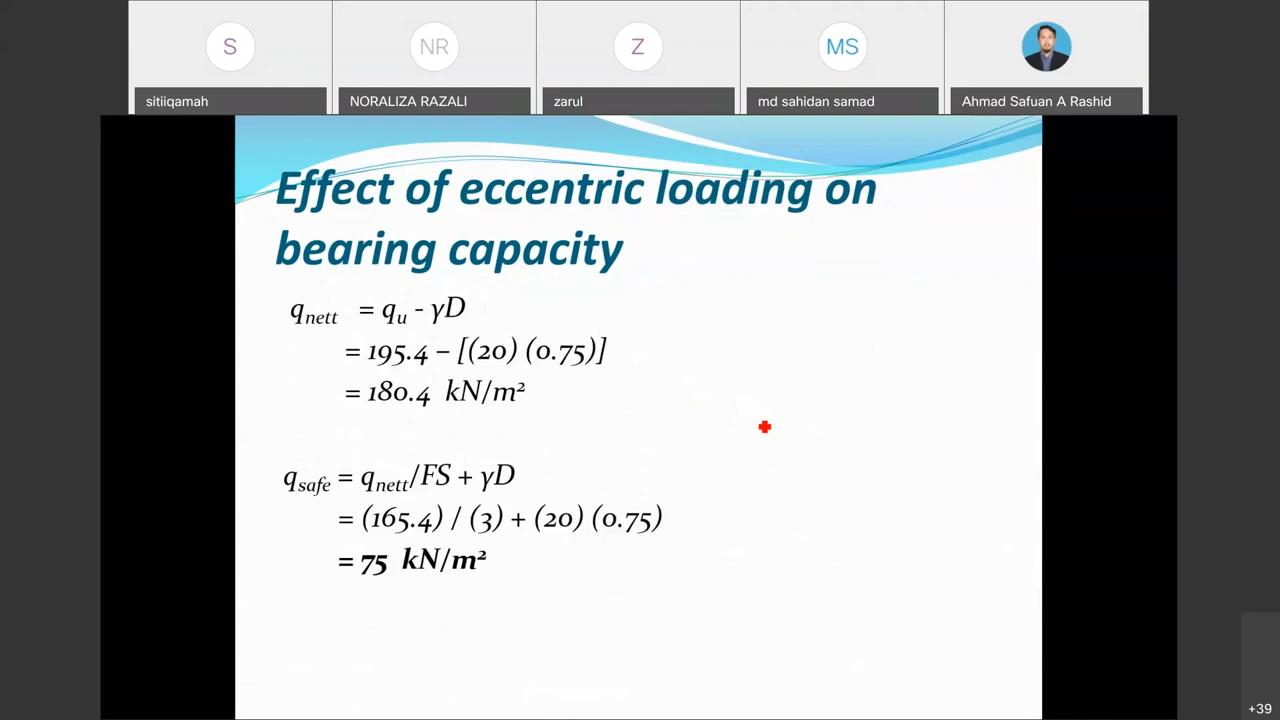 S
NR
Z
MS
sitiiqamah
NORALIZA RAZALI
zarul
md sahidan samad
Ahmad Safuan A Rashid
Effect of eccentric loading on
bearing capacity
qnett = qu - γD
= 195.4 – [(20) (0.75)]
= 180.4 kN/m²
qsafe = qnett/FS + γD
= (165.4) / (3) + (20) (0.75)
= 75 kN/m²
+39